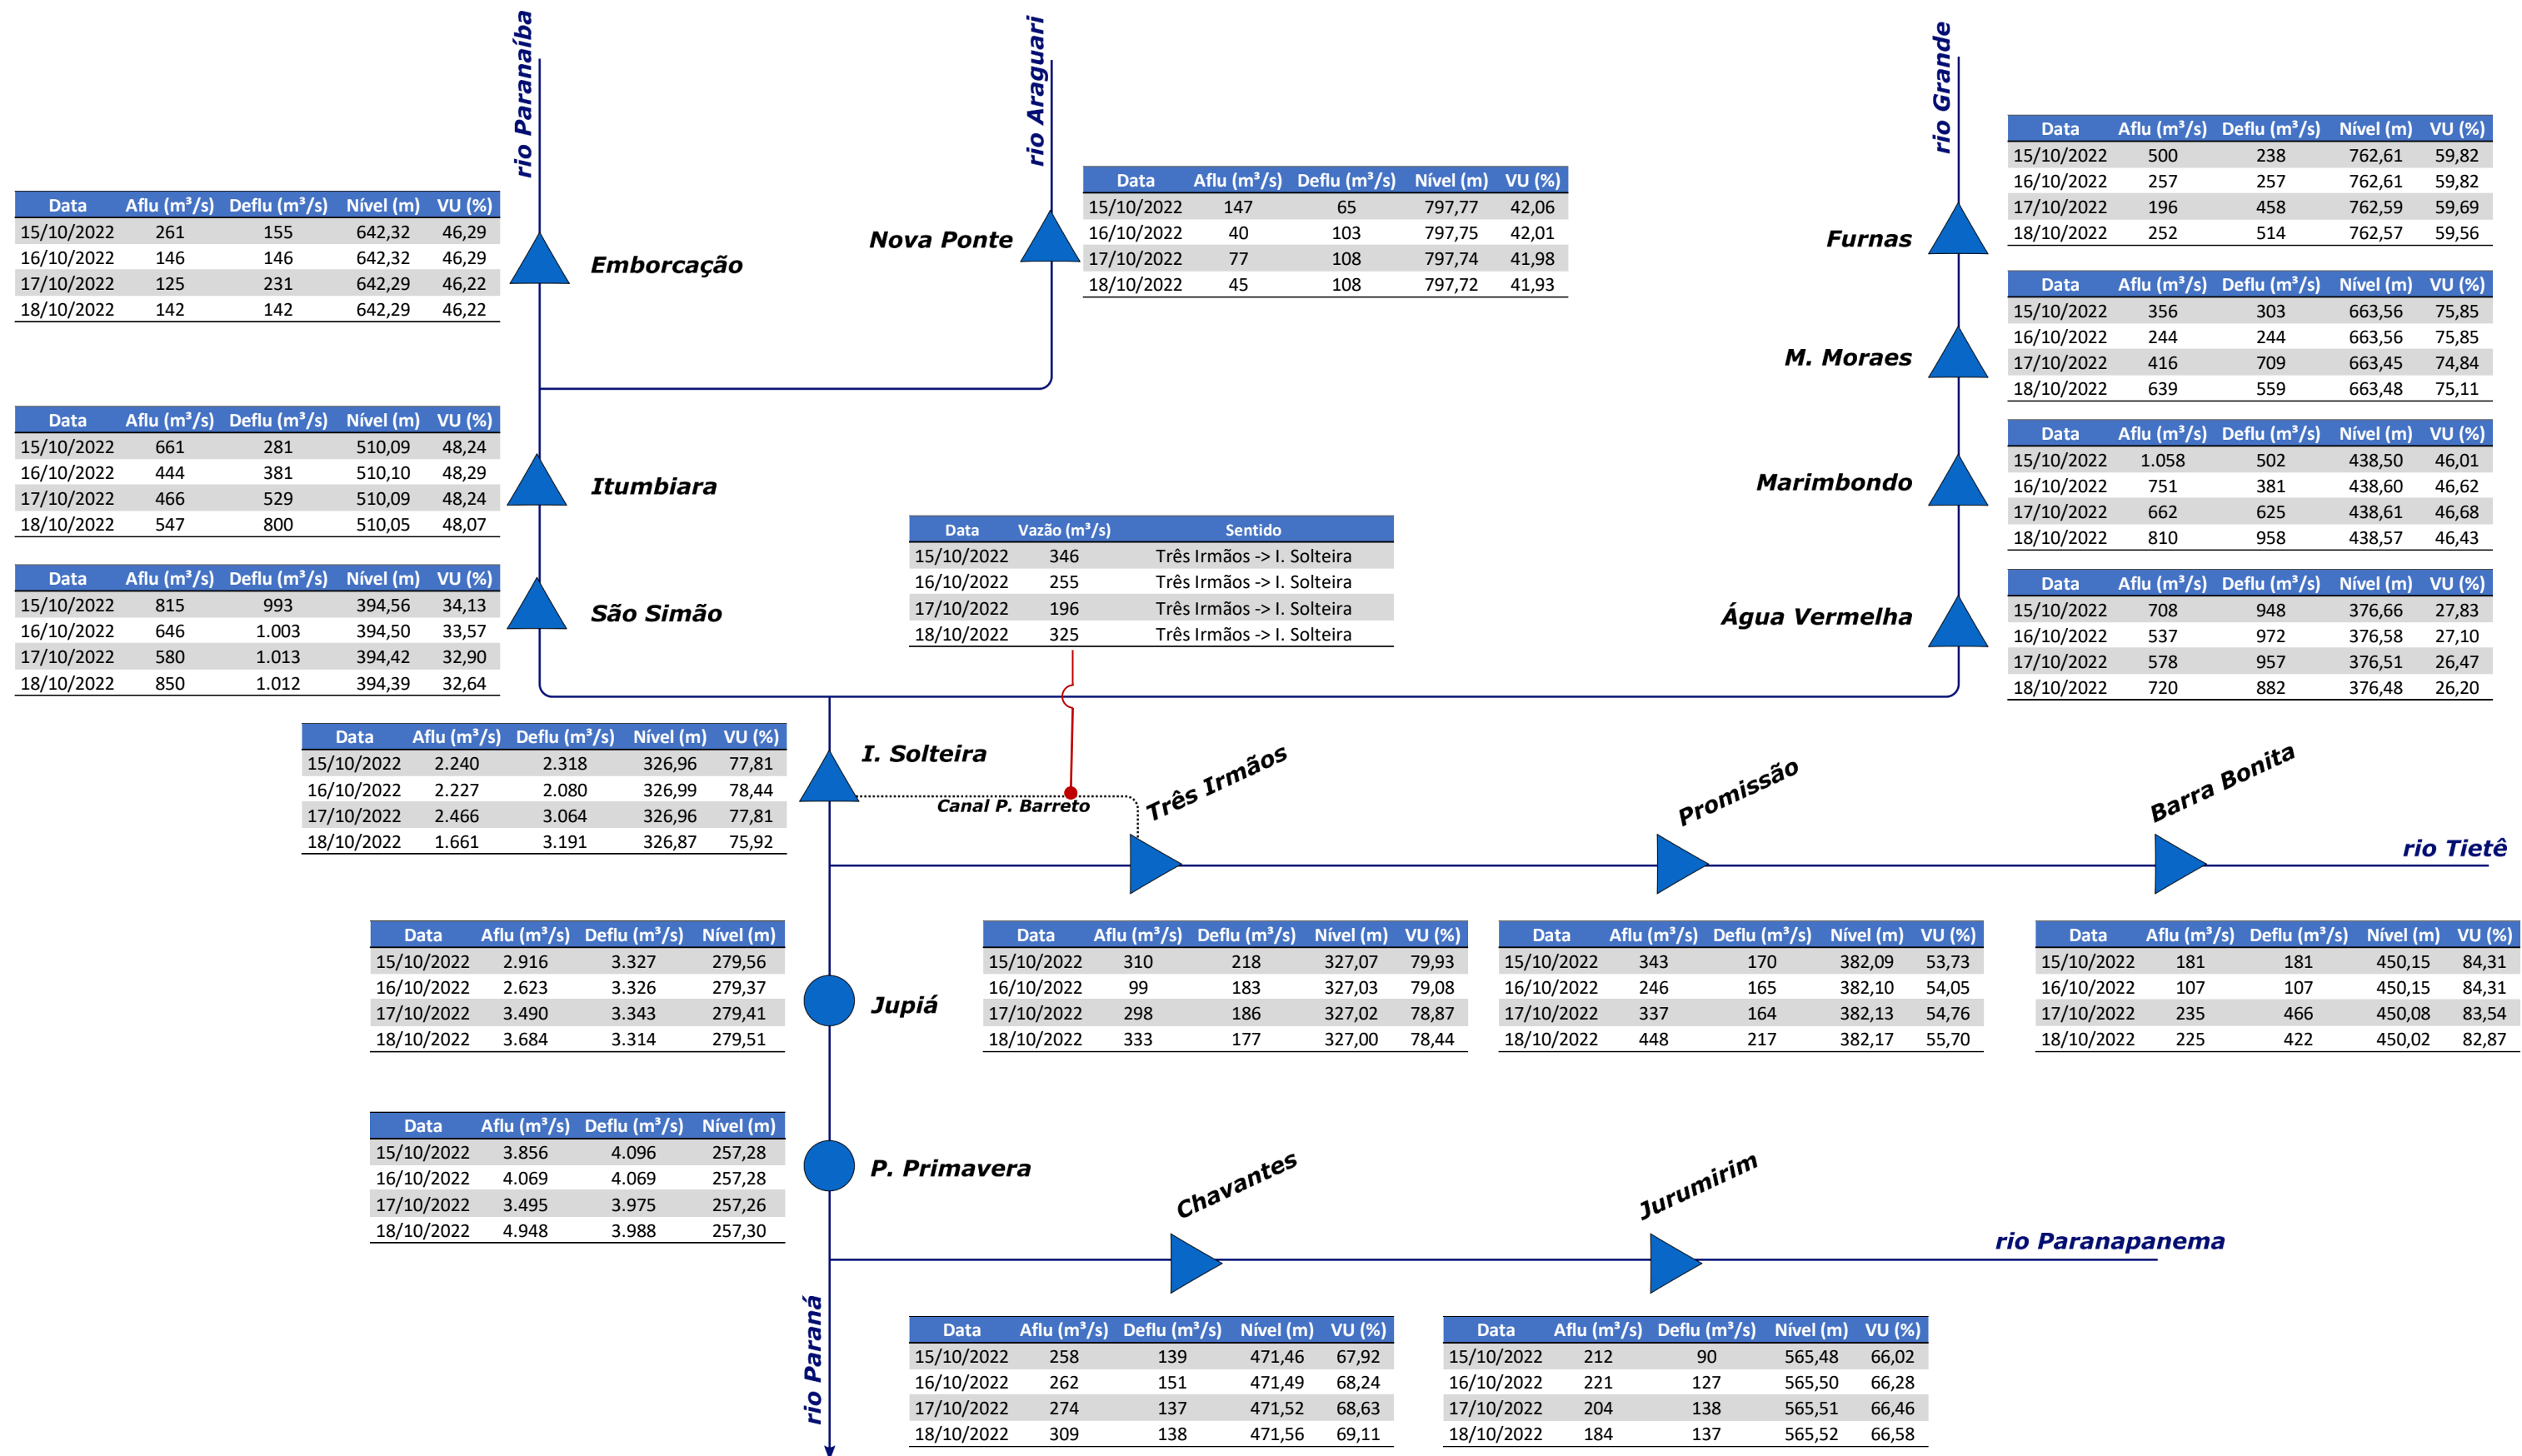 rio Paranaíba
rio Araguari
rio Grande
Data Aflu (m³/s) Deflu (m³/s) Nível (m) VU (%)
15/10/2022 261 155 642,32 46,29
16/10/2022 146 146 642,32 46,29
17/10/2022 125 231 642,29 46,22
18/10/2022 142 142 642,29 46,22
Emborcação
Nova Ponte
Data Aflu (m³/s) Deflu (m³/s) Nível (m) VU (%)
15/10/2022 147 65 797,77 42,06
16/10/2022 40 103 797,75 42,01
17/10/2022 77 108 797,74 41,98
18/10/2022 45 108 797,72 41,93
Furnas
Data Aflu (m³/s) Deflu (m³/s) Nível (m) VU (%)
15/10/2022 500 238 762,61 59,82
16/10/2022 257 257 762,61 59,82
17/10/2022 196 458 762,59 59,69
18/10/2022 252 514 762,57 59,56
M. Moraes
Data Aflu (m³/s) Deflu (m³/s) Nível (m) VU (%)
15/10/2022 356 303 663,56 75,85
16/10/2022 244 244 663,56 75,85
17/10/2022 416 709 663,45 74,84
18/10/2022 639 559 663,48 75,11
Data Aflu (m³/s) Deflu (m³/s) Nível (m) VU (%)
15/10/2022 661 281 510,09 48,24
16/10/2022 444 381 510,10 48,29
17/10/2022 466 529 510,09 48,24
18/10/2022 547 800 510,05 48,07
Itumbiara
Marimbondo
Data Aflu (m³/s) Deflu (m³/s) Nível (m) VU (%)
15/10/2022 1.058 502 438,50 46,01
16/10/2022 751 381 438,60 46,62
17/10/2022 662 625 438,61 46,68
18/10/2022 810 958 438,57 46,43
Data Aflu (m³/s) Deflu (m³/s) Nível (m) VU (%)
15/10/2022 815 993 394,56 34,13
16/10/2022 646 1.003 394,50 33,57
17/10/2022 580 1.013 394,42 32,90
18/10/2022 850 1.012 394,39 32,64
São Simão
Data Vazão (m³/s) Sentido
15/10/2022 346 Três Irmãos -> I. Solteira
16/10/2022 255 Três Irmãos -> I. Solteira
17/10/2022 196 Três Irmãos -> I. Solteira
18/10/2022 325 Três Irmãos -> I. Solteira
Água Vermelha
Data Aflu (m³/s) Deflu (m³/s) Nível (m) VU (%)
15/10/2022 708 948 376,66 27,83
16/10/2022 537 972 376,58 27,10
17/10/2022 578 957 376,51 26,47
18/10/2022 720 882 376,48 26,20
Data Aflu (m³/s) Deflu (m³/s) Nível (m) VU (%)
15/10/2022 2.240 2.318 326,96 77,81
16/10/2022 2.227 2.080 326,99 78,44
17/10/2022 2.466 3.064 326,96 77,81
18/10/2022 1.661 3.191 326,87 75,92
I. Solteira
Canal P. Barreto
Três Irmãos
Promissão
Barra Bonita
rio Tietê
Data Aflu (m³/s) Deflu (m³/s) Nível (m)
15/10/2022 2.916 3.327 279,56
16/10/2022 2.623 3.326 279,37
17/10/2022 3.490 3.343 279,41
18/10/2022 3.684 3.314 279,51
Jupiá
Data Aflu (m³/s) Deflu (m³/s) Nível (m) VU (%)
15/10/2022 310 218 327,07 79,93
16/10/2022 99 183 327,03 79,08
17/10/2022 298 186 327,02 78,87
18/10/2022 333 177 327,00 78,44
Data Aflu (m³/s) Deflu (m³/s) Nível (m) VU (%)
15/10/2022 343 170 382,09 53,73
16/10/2022 246 165 382,10 54,05
17/10/2022 337 164 382,13 54,76
18/10/2022 448 217 382,17 55,70
Data Aflu (m³/s) Deflu (m³/s) Nível (m) VU (%)
15/10/2022 181 181 450,15 84,31
16/10/2022 107 107 450,15 84,31
17/10/2022 235 466 450,08 83,54
18/10/2022 225 422 450,02 82,87
Data Aflu (m³/s) Deflu (m³/s) Nível (m)
15/10/2022 3.856 4.096 257,28
16/10/2022 4.069 4.069 257,28
17/10/2022 3.495 3.975 257,26
18/10/2022 4.948 3.988 257,30
P. Primavera
Chavantes
Jurumirim
rio Paranapanema
rio Paraná
Data Aflu (m³/s) Deflu (m³/s) Nível (m) VU (%)
15/10/2022 258 139 471,46 67,92
16/10/2022 262 151 471,49 68,24
17/10/2022 274 137 471,52 68,63
18/10/2022 309 138 471,56 69,11
Data Aflu (m³/s) Deflu (m³/s) Nível (m) VU (%)
15/10/2022 212 90 565,48 66,02
16/10/2022 221 127 565,50 66,28
17/10/2022 204 138 565,51 66,46
18/10/2022 184 137 565,52 66,58